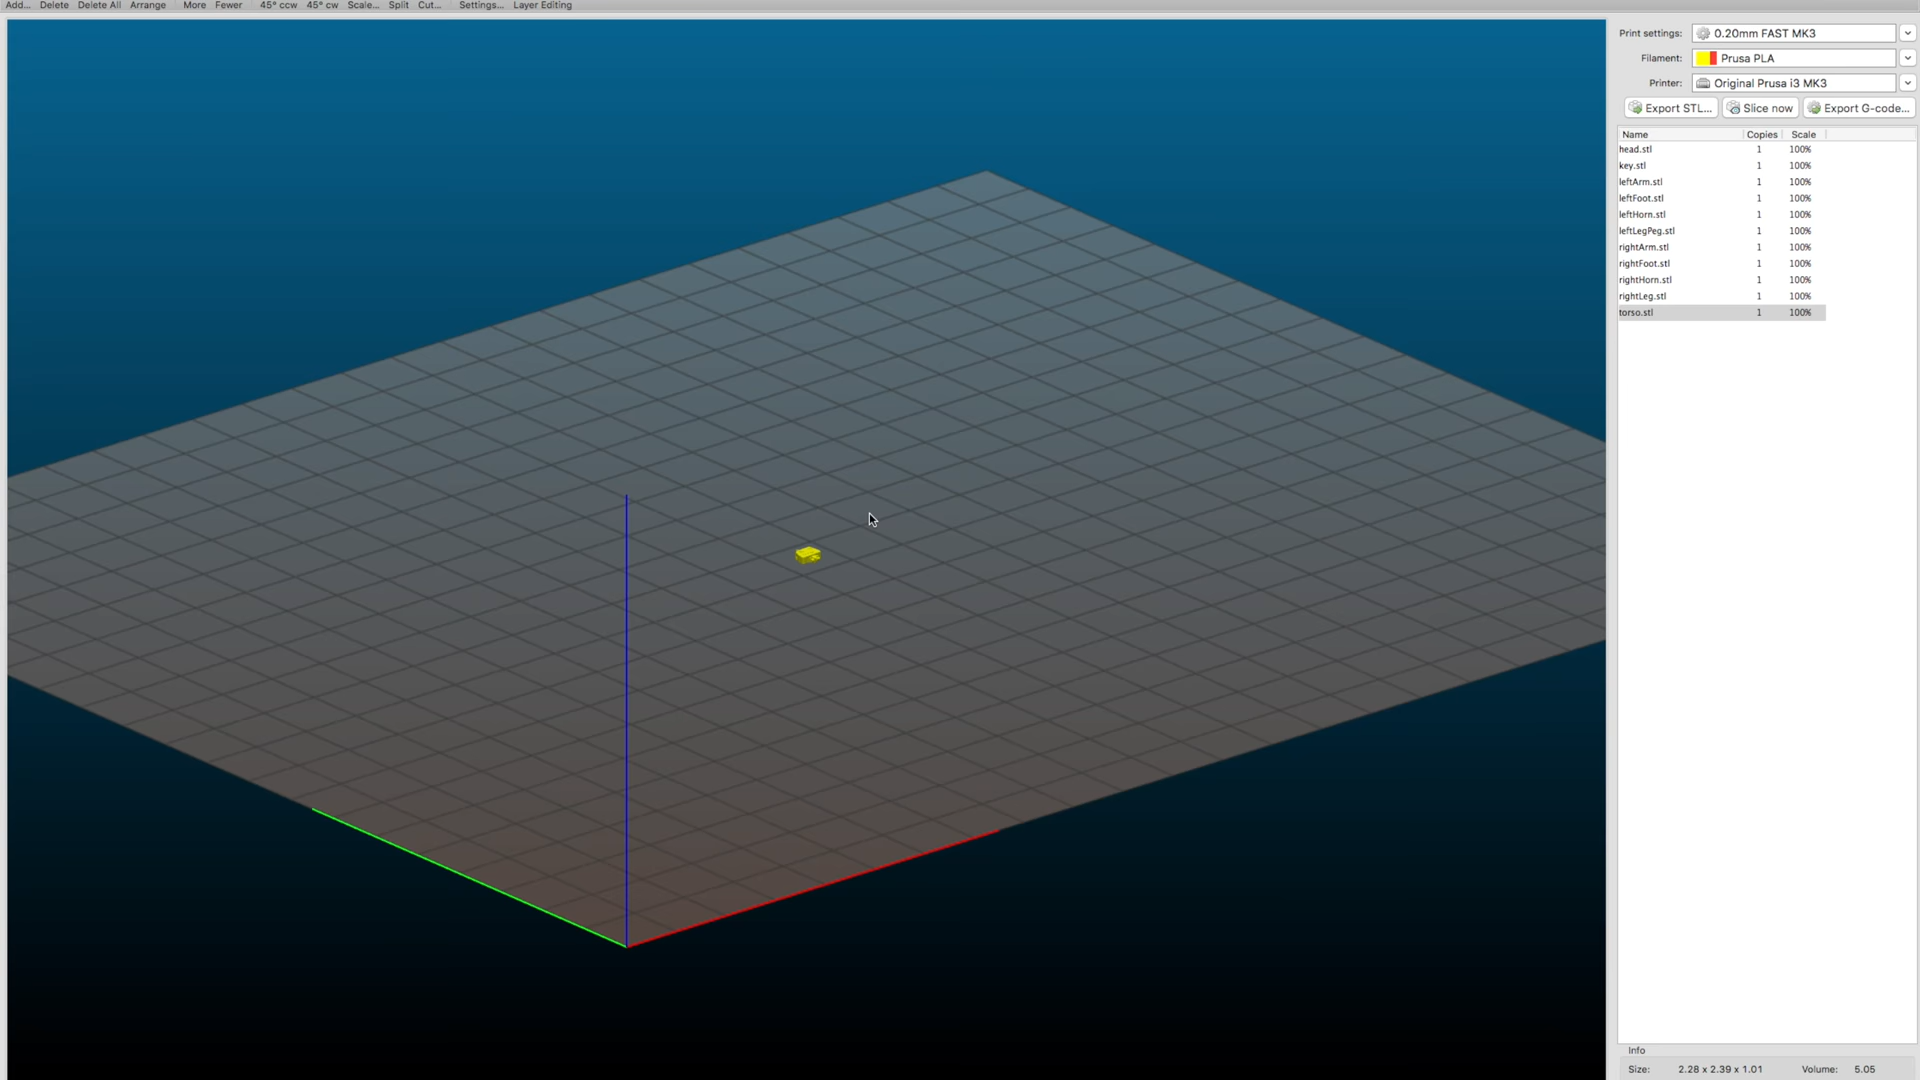 Add... Delete Delete All Arrange More Fewer 45° ccw 45° cw Scale... Split Cut... Settings... Layer Editing
Print settings: 0.20mm FAST MK3
Filament: Prusa PLA
Printer: Original Prusa i3 MK3
Export STL... Slice now Export G-code...
Name Copies Scale
head.stl 1 100%
key.stl 1 100%
leftArm.stl 1 100%
leftFoot.stl 1 100%
leftHorn.stl 1 100%
leftLegPeg.stl 1 100%
rightArm.stl 1 100%
rightFoot.stl 1 100%
rightHorn.stl 1 100%
rightLeg.stl 1 100%
torso.stl 1 100%
Info
Size: 2.28 x 2.39 x 1.01 Volume: 5.05